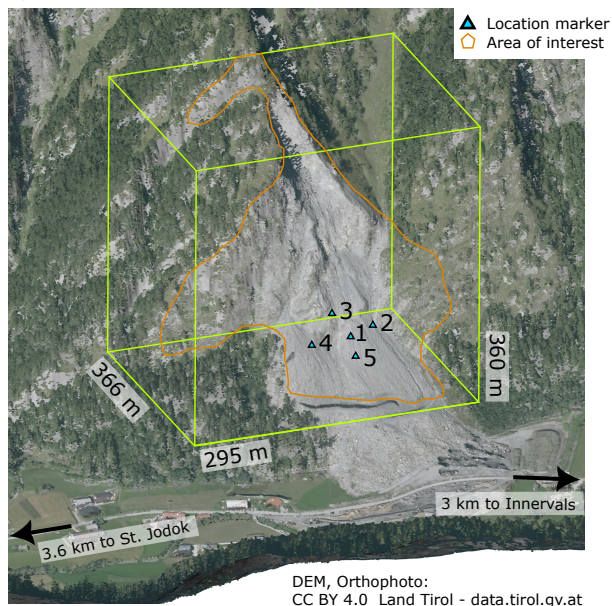 Location marker
Area of interest
3
2
1
4
5
366 m
360 m
295 m
3 km to Innervals
3.6 km to St. Jodok
DEM, Orthophoto:
CC BY 4.0 Land Tirol - data.tirol.gv.at